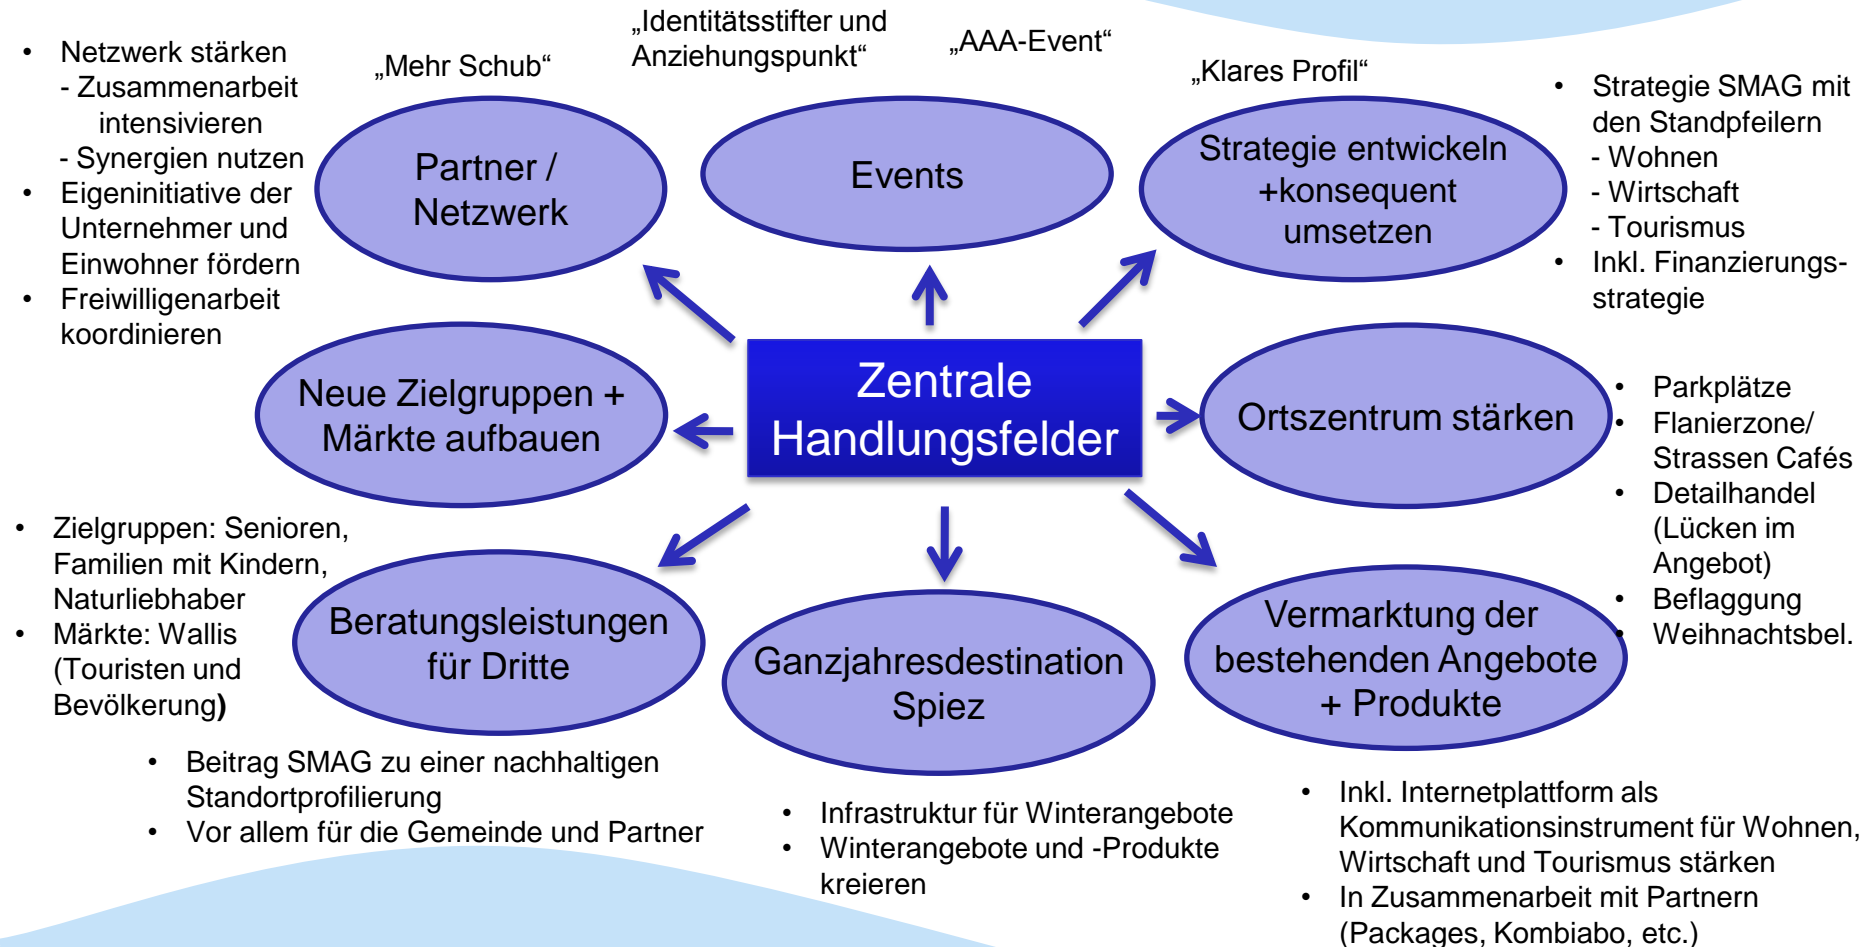 • Netzwerk stärken
- Zusammenarbeit
intensivieren
- Synergien nutzen
• Eigeninitiative der
Unternehmer und
Einwohner fördern
• Freiwilligenarbeit
koordinieren
„Mehr Schub“
Partner /
Netzwerk
„Identitätsstifter und
Anziehungspunkt“
„AAA-Event“
Events
„Klares Profil“
Strategie entwickeln
+konsequent
umsetzen
• Strategie SMAG mit
den Standpfeilern
- Wohnen
- Wirtschaft
- Tourismus
• Inkl. Finanzierungs-
strategie
Neue Zielgruppen +
Märkte aufbauen
Zentrale
Handlungsfelder
Ortszentrum stärken
• Parkplätze
• Flanierzone/
Strassen Cafés
• Detailhandel
(Lücken im
Angebot)
• Beflaggung
• Weihnachtsbel.
• Zielgruppen: Senioren,
Familien mit Kindern,
Naturliebhaber
• Märkte: Wallis
(Touristen und
Bevölkerung)
Beratungsleistungen
für Dritte
Ganzjahresdestination
Spiez
Vermarktung der
bestehenden Angebote
+ Produkte
• Beitrag SMAG zu einer nachhaltigen
Standortprofilierung
• Vor allem für die Gemeinde und Partner
• Infrastruktur für Winterangebote
• Winterangebote und -Produkte
kreieren
• Inkl. Internetplattform als
Kommunikationsinstrument für Wohnen,
Wirtschaft und Tourismus stärken
• In Zusammenarbeit mit Partnern
(Packages, Kombiabo, etc.)